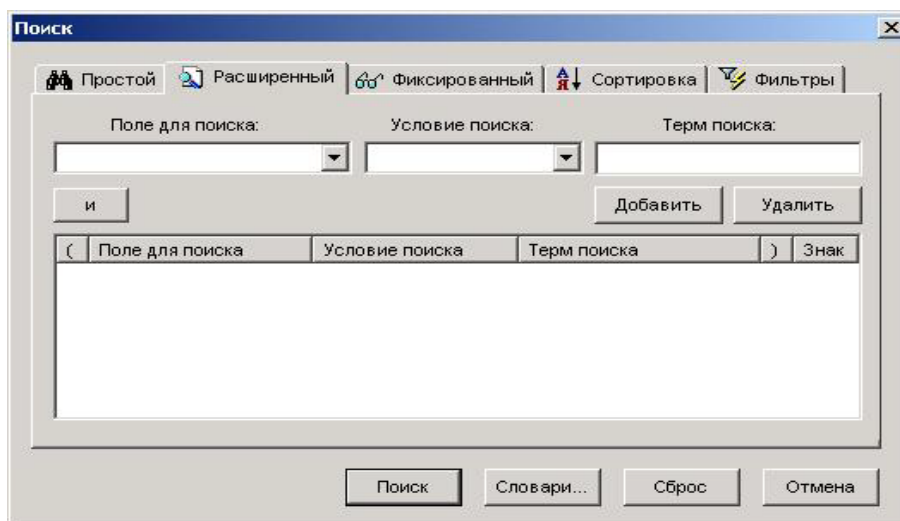 Поиск
Простой Расширенный Фиксированный Сортировка Фильтры
Поле для поиска: Условие поиска: Терм поиска:
и Добавить Удалить
( Поле для поиска Условие поиска Терм поиска ) Знак
Поиск Словари... Сброс Отмена